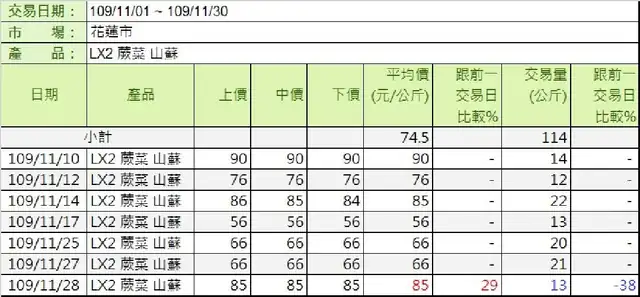 交易日期： 109/11/01 ~ 109/11/30
市　　場： 花蓮市
產　　品： LX2 蕨菜 山蘇
日期 產品 上價 中價 下價 平均價(元/公斤) 跟前一交易日比較% 交易量(公斤) 跟前一交易日比較%
小計 74.5 114
109/11/10 LX2 蕨菜 山蘇 90 90 90 90 - 14 -
109/11/12 LX2 蕨菜 山蘇 76 76 76 76 - 12 -
109/11/14 LX2 蕨菜 山蘇 86 85 84 85 - 22 -
109/11/17 LX2 蕨菜 山蘇 56 56 56 56 - 13 -
109/11/25 LX2 蕨菜 山蘇 66 66 66 66 - 20 -
109/11/27 LX2 蕨菜 山蘇 66 66 66 66 - 21 -
109/11/28 LX2 蕨菜 山蘇 85 85 85 85 29 13 -38